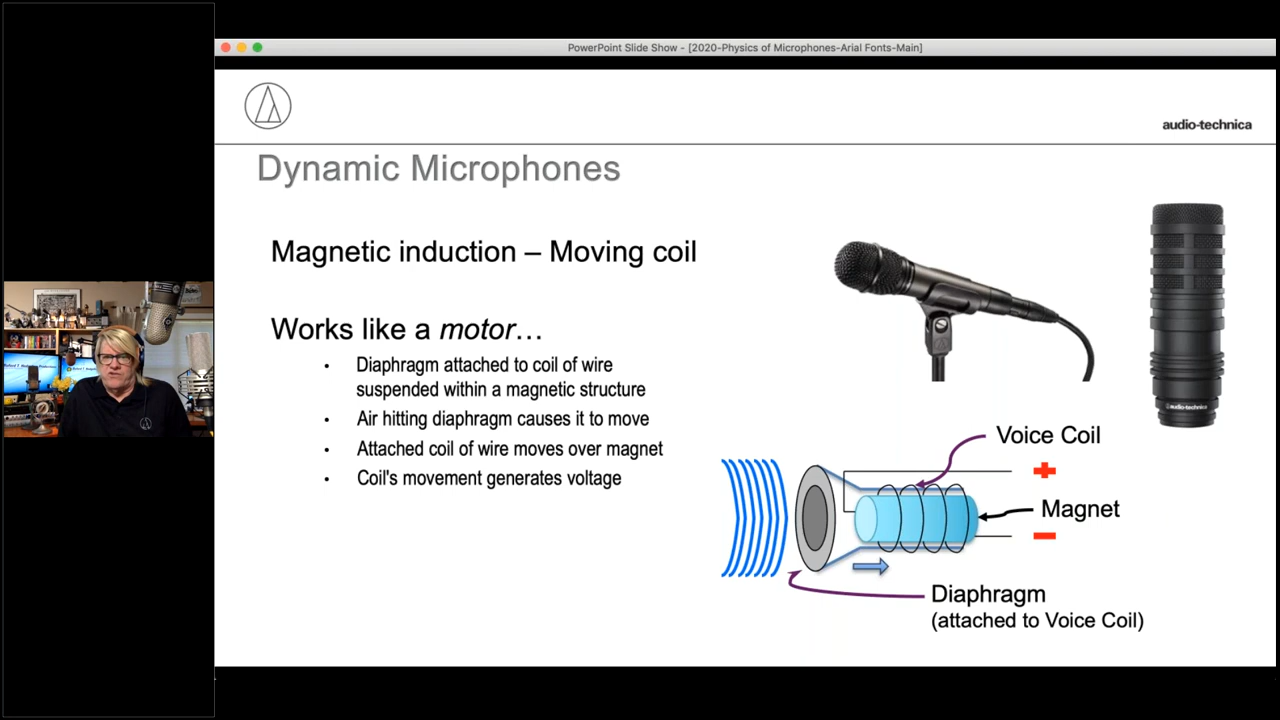 PowerPoint Slide Show - [2020-Physics of Microphones-Arial Fonts-Main]
audio-technica
Dynamic Microphones
Magnetic induction – Moving coil
Works like a motor…
• Diaphragm attached to coil of wire
suspended within a magnetic structure
• Air hitting diaphragm causes it to move
• Attached coil of wire moves over magnet
• Coil's movement generates voltage
audio-technica
Voice Coil
+
Magnet
–
Diaphragm
(attached to Voice Coil)